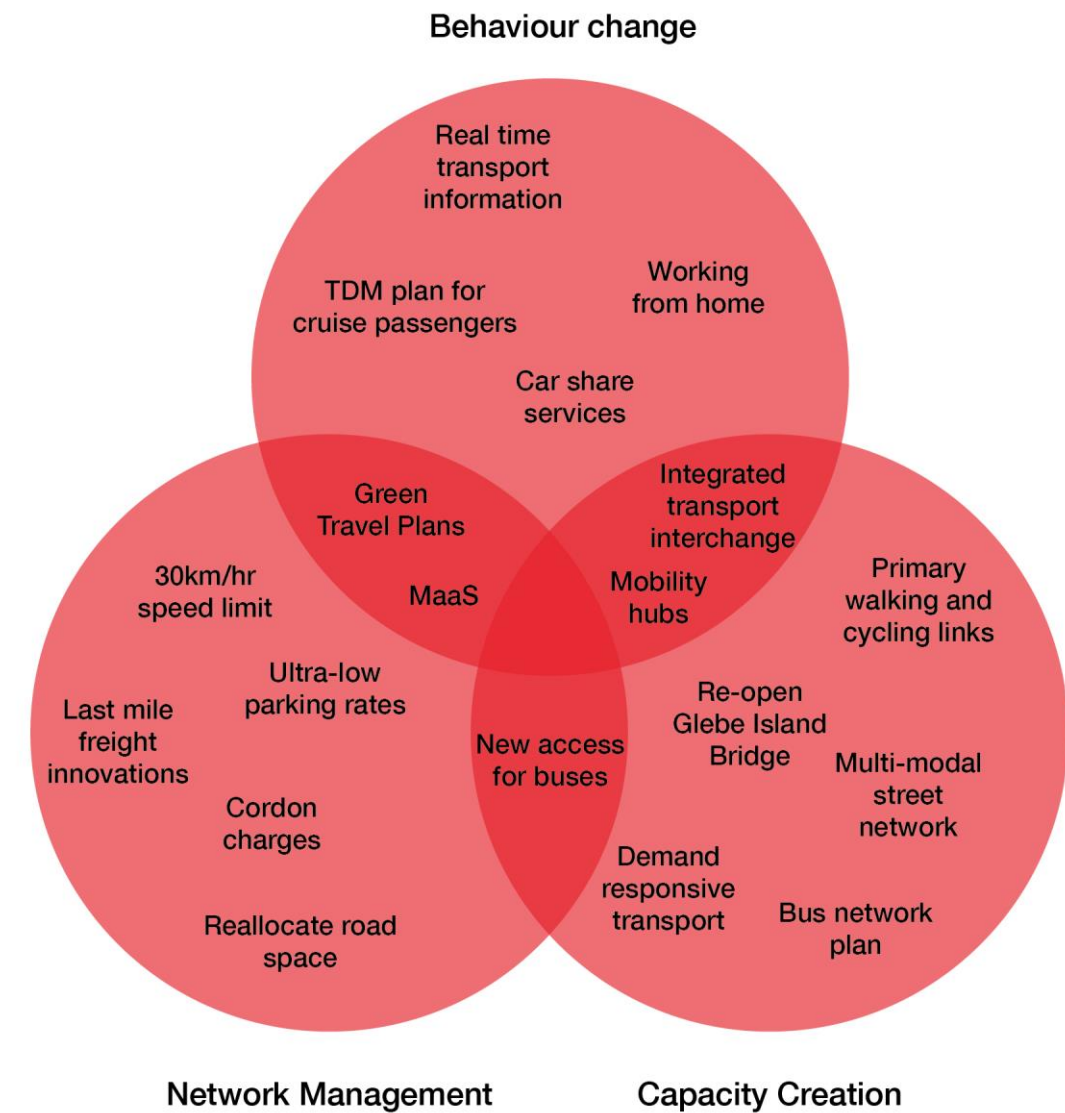 Behaviour change
Real time
transport
information
TDM plan for
cruise passengers
Working
from home
Car share
services
Green
Travel Plans
MaaS
Integrated
transport
interchange
Mobility
hubs
30km/hr
speed limit
Ultra-low
parking rates
Last mile
freight
innovations
Cordon
charges
Reallocate road
space
New access
for buses
Primary
walking and
cycling links
Re-open
Glebe Island
Bridge
Multi-modal
street
network
Demand
responsive
transport
Bus network
plan
Network Management
Capacity Creation